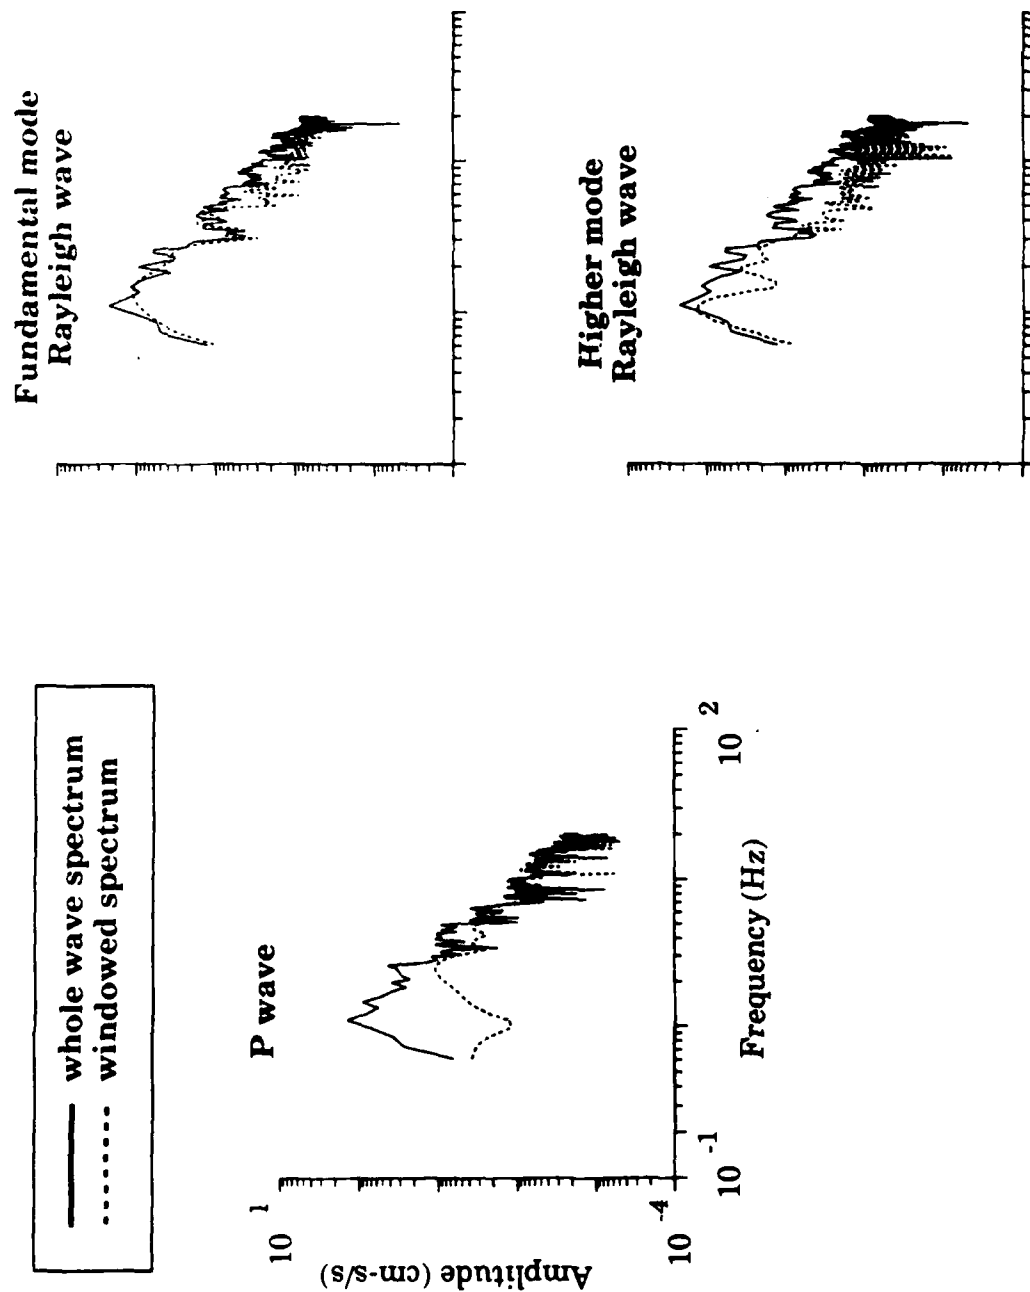 whole wave spectrum
windowed spectrum
P wave
Amplitude (cm-s/s)
10 1
10 -4
10 -1
10 2
Frequency (Hz)
Fundamental mode
Rayleigh wave
Higher mode
Rayleigh wave